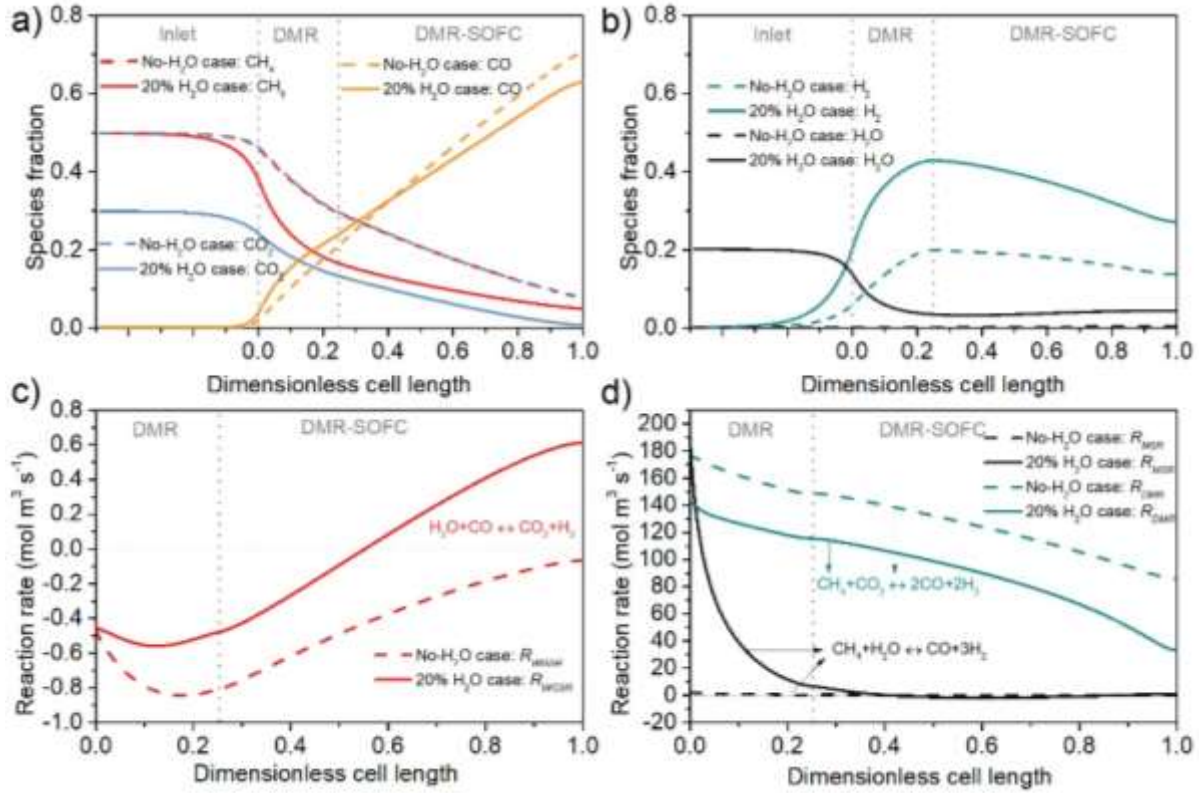 a)
Inlet
DMR
DMR-SOFC
No-H₂O case: CH₄
20% H₂O case: CH₄
No-H₂O case: CO
20% H₂O case: CO
No-H₂O case: CO₂
20% H₂O case: CO₂
Species fraction
0.8
0.6
0.4
0.2
0.0
0.0 0.2 0.4 0.6 0.8 1.0
Dimensionless cell length
b)
Inlet
DMR
DMR-SOFC
No-H₂O case: H₂
20% H₂O case: H₂
No-H₂O case: H₂O
20% H₂O case: H₂O
Species fraction
0.8
0.6
0.4
0.2
0.0
0.0 0.2 0.4 0.6 0.8 1.0
Dimensionless cell length
c)
DMR
DMR-SOFC
H₂O+CO ↔ CO₂+H₂
No-H₂O case:
20% H₂O case:
Reaction rate (mol m³ s⁻¹)
0.8
0.6
0.4
0.2
0.0
-0.2
-0.4
-0.6
-0.8
-1.0
0.0 0.2 0.4 0.6 0.8 1.0
Dimensionless cell length
d)
DMR
DMR-SOFC
No-H₂O case: R_MSR
20% H₂O case: R_MSR
No-H₂O case: R_DMR
20% H₂O case: R_DMR
CH₄+CO₂ ↔ 2CO+2H₂
CH₄+H₂O ↔ CO+3H₂
Reaction rate (mol m³ s⁻¹)
200
180
160
140
120
100
80
60
40
20
0
-20
0.0 0.2 0.4 0.6 0.8 1.0
Dimensionless cell length